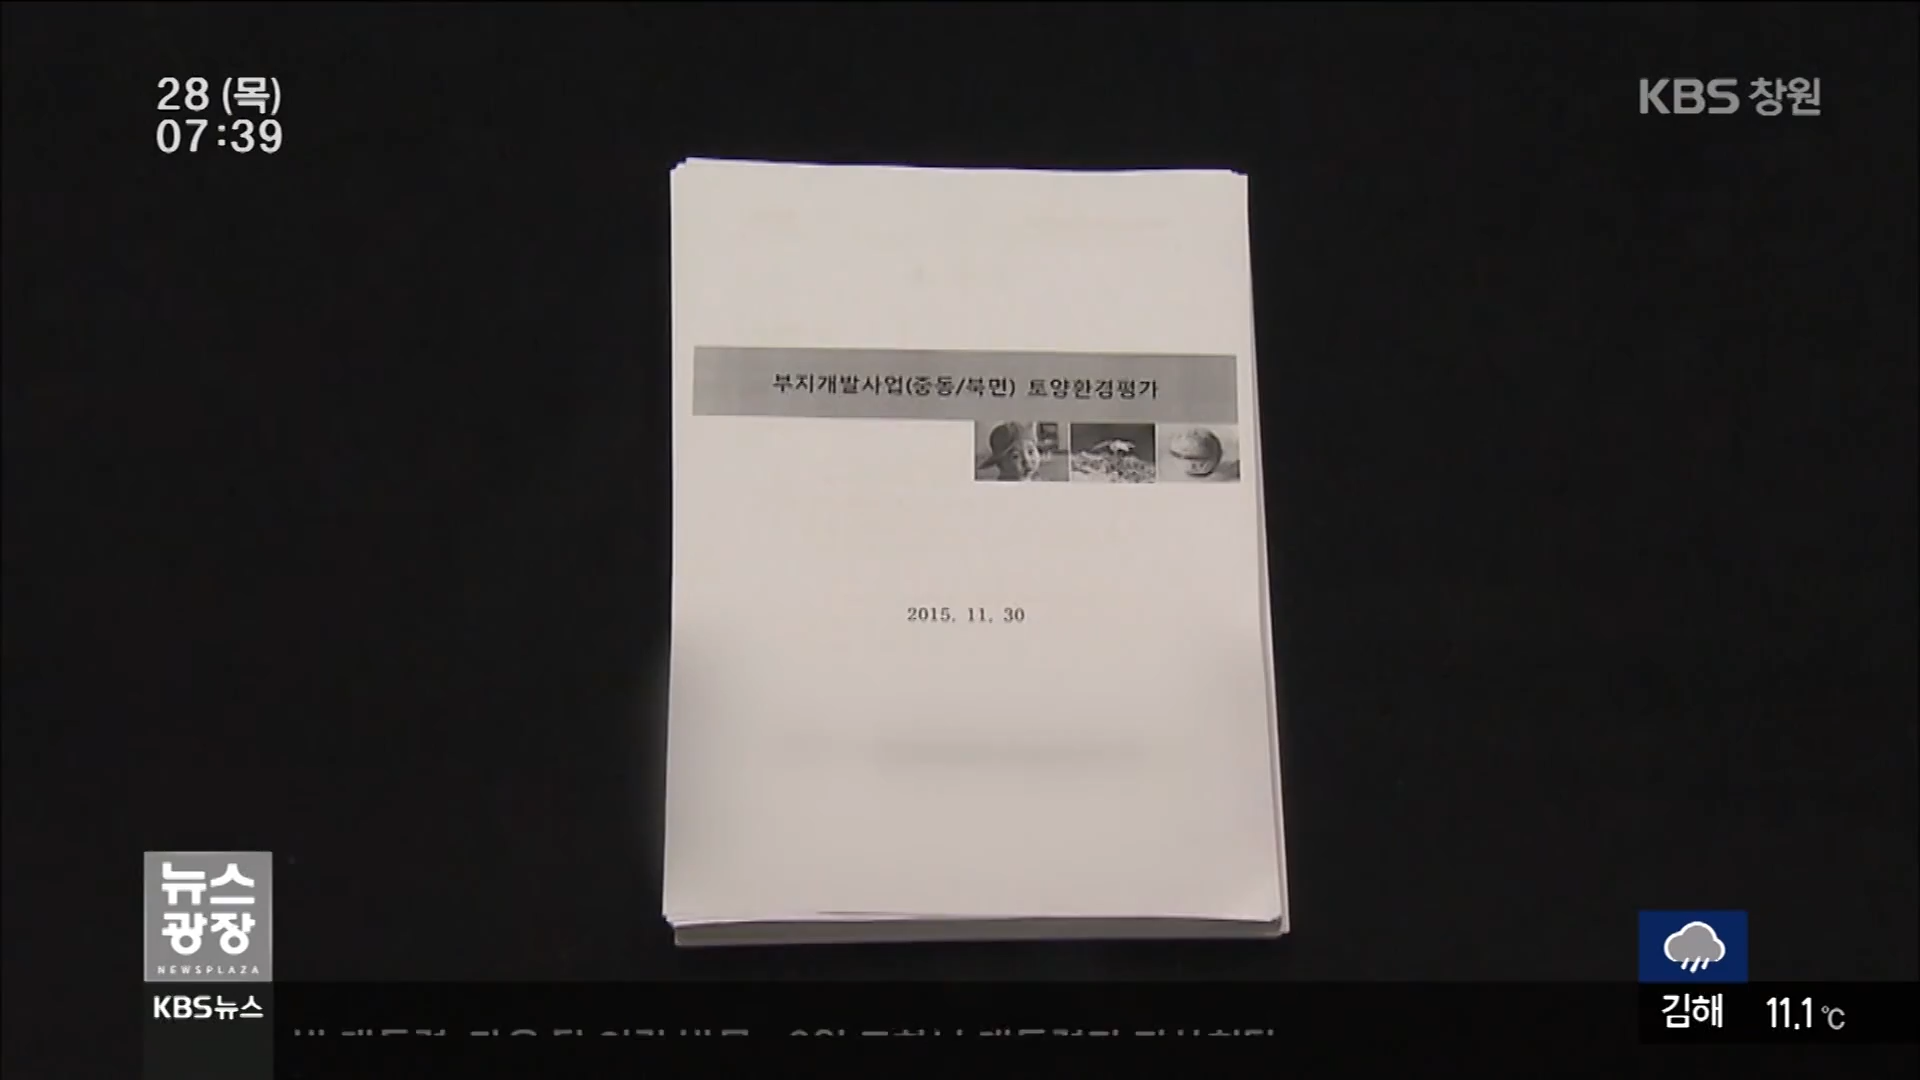 28 (목)
07:39
KBS 창원
부지개발사업(중동/북면) 토양환경평가
2015. 11. 30
뉴스
광장
NEWSPLAZA
KBS뉴스
김해 11.1℃